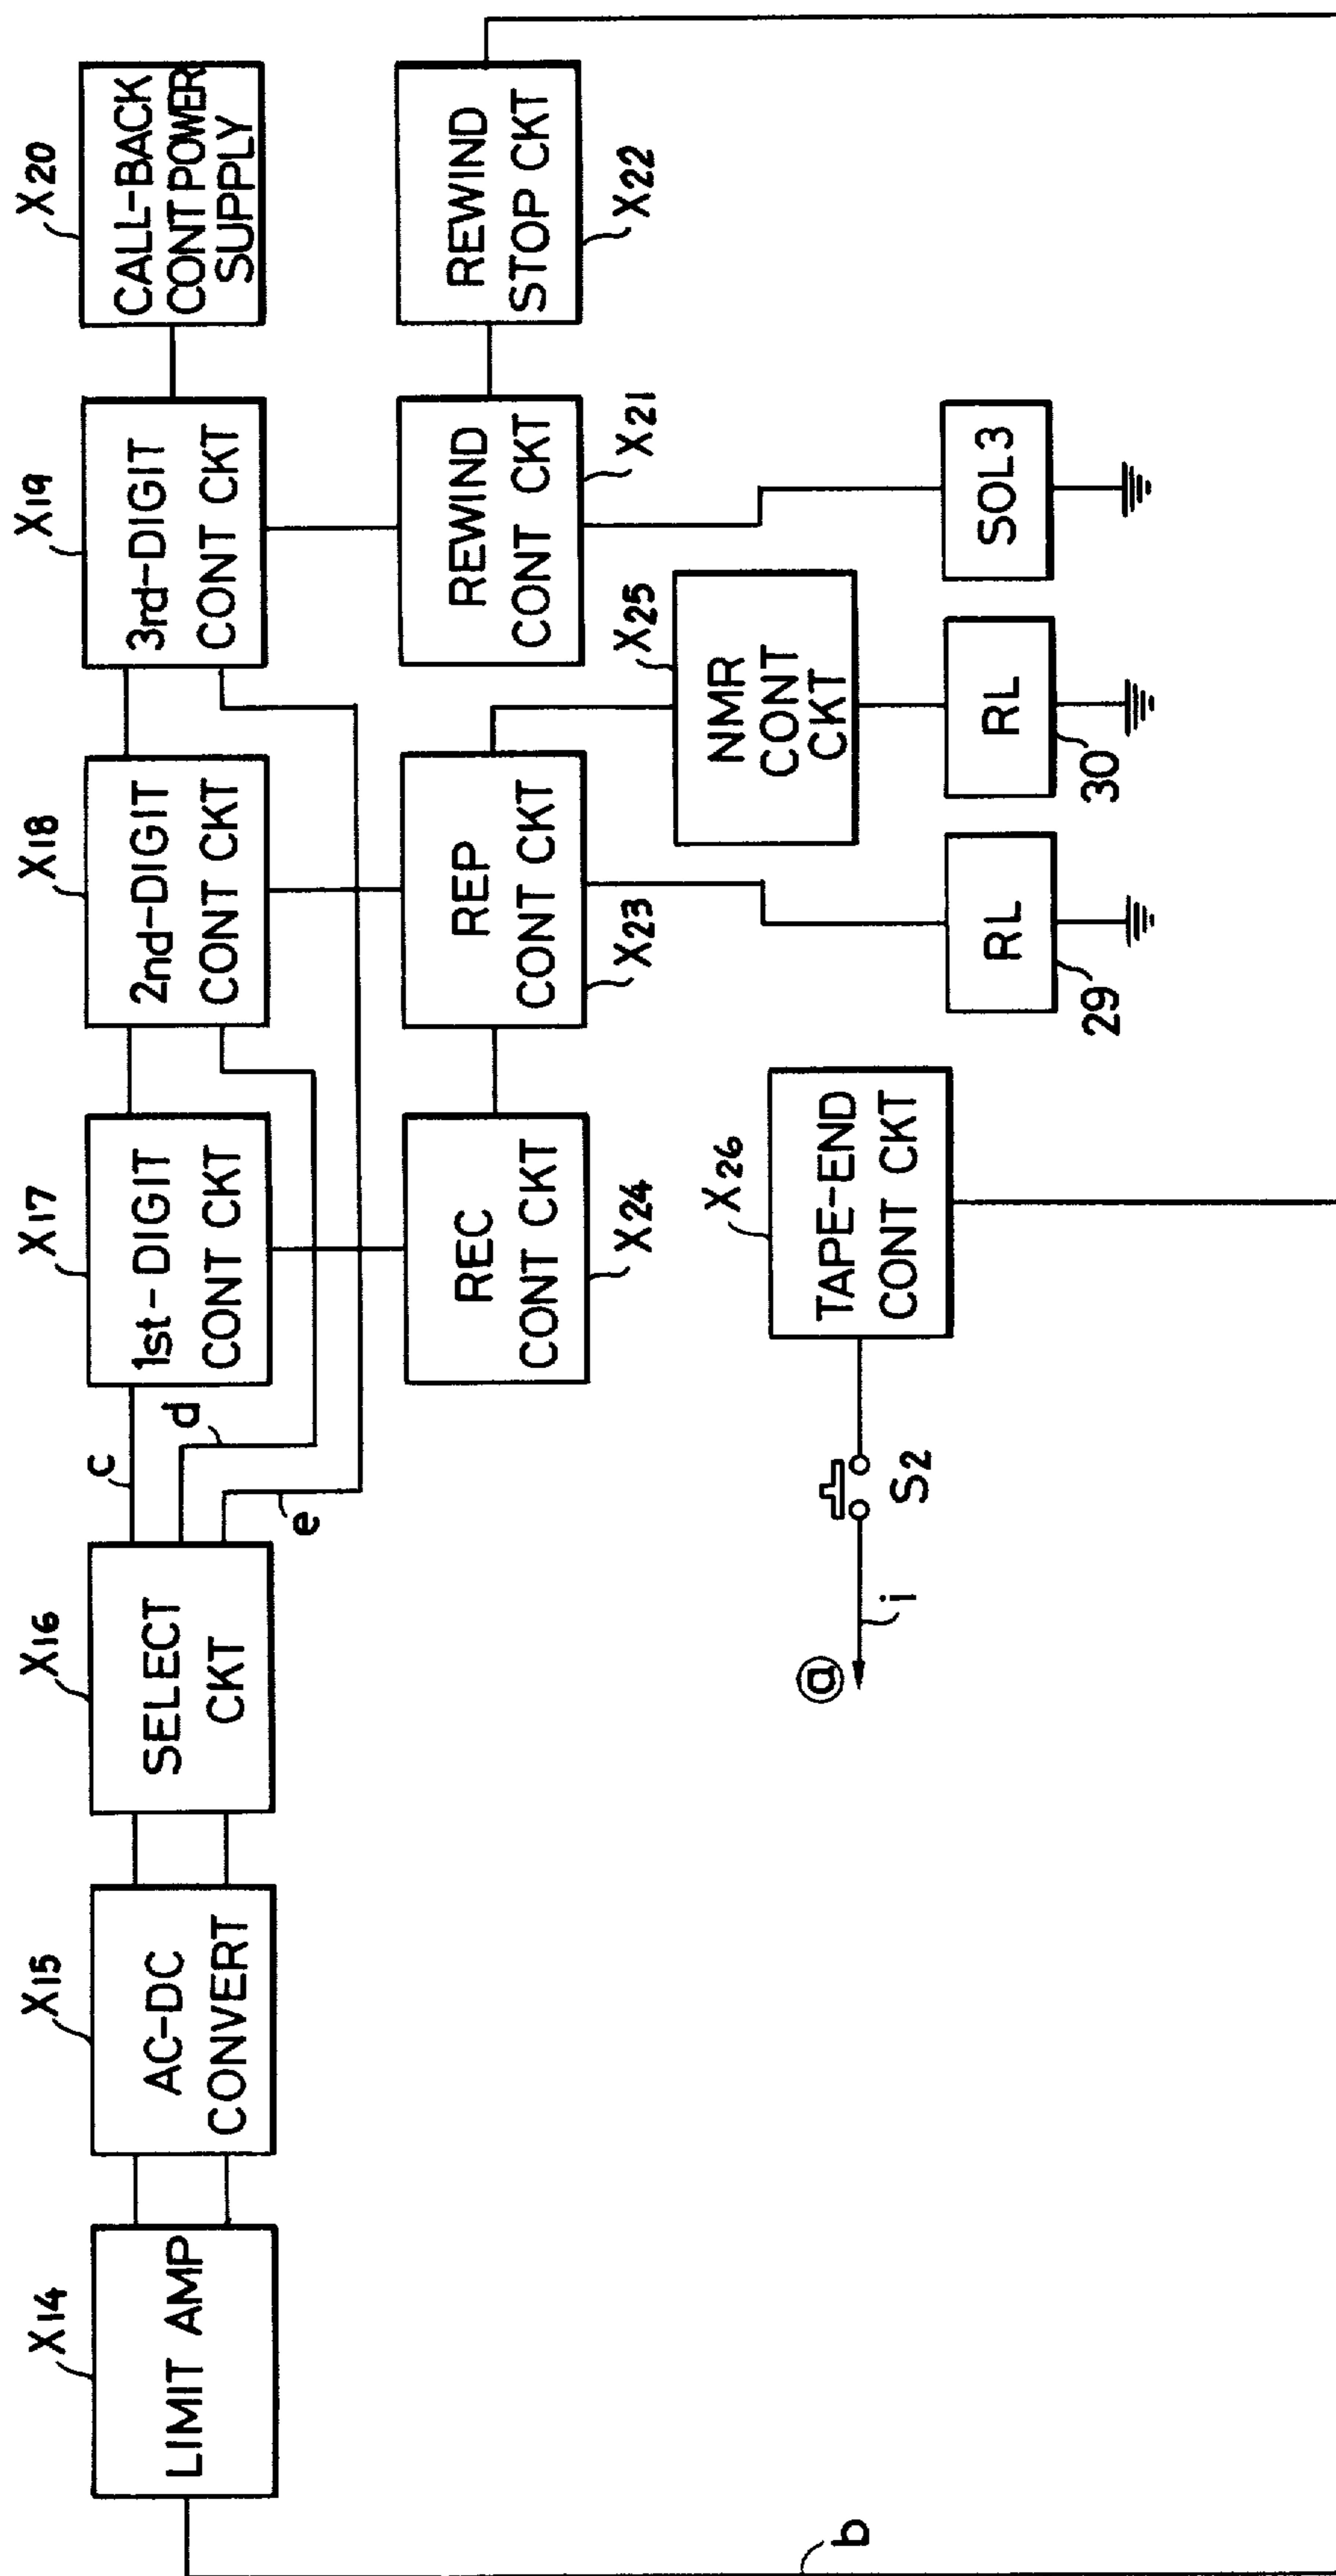 X14
LIMIT AMP
X15
AC-DC
CONVERT
X16
SELECT
CKT
c
d
e
X17
1st-DIGIT
CONT CKT
X18
2nd-DIGIT
CONT CKT
X19
3rd-DIGIT
CONT CKT
X20
CALL-BACK
CONT POWER
SUPPLY
REC
CONT CKT
X24
REP
CONT CKT
X23
REWIND
CONT CKT
X21
REWIND
STOP CKT
X22
X25
NMR
CONT
CKT
X26
TAPE-END
CONT CKT
a
i
S2
RL
29
RL
30
SOL3
b